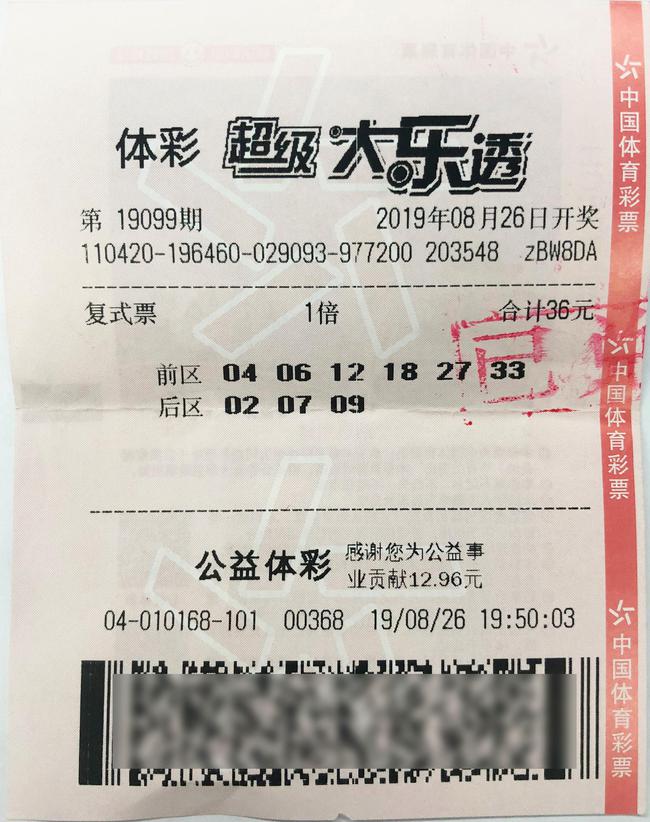 体彩 超级大乐透
第 19099期 2019年08月26日开奖
110420-196460-029093-977200 203548 zBW8DA
复式票 1倍 合计36元
前区 04 06 12 18 27 33
后区 02 07 09
公益体彩 感谢您为公益事
业贡献12.96元
04-010168-101 00368 19/08/26 19:50:03
中国体育彩票
中国体育彩票
中国体育彩票